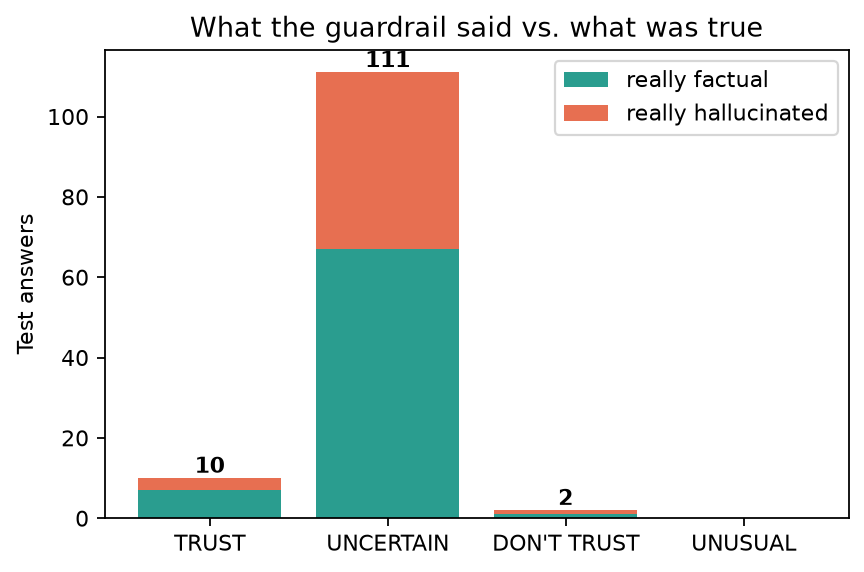 What the guardrail said vs. what was true
111
really factual
really hallucinated
100
80
60
40
20
0
Test answers
10
2
TRUST
UNCERTAIN
DON'T TRUST
UNUSUAL